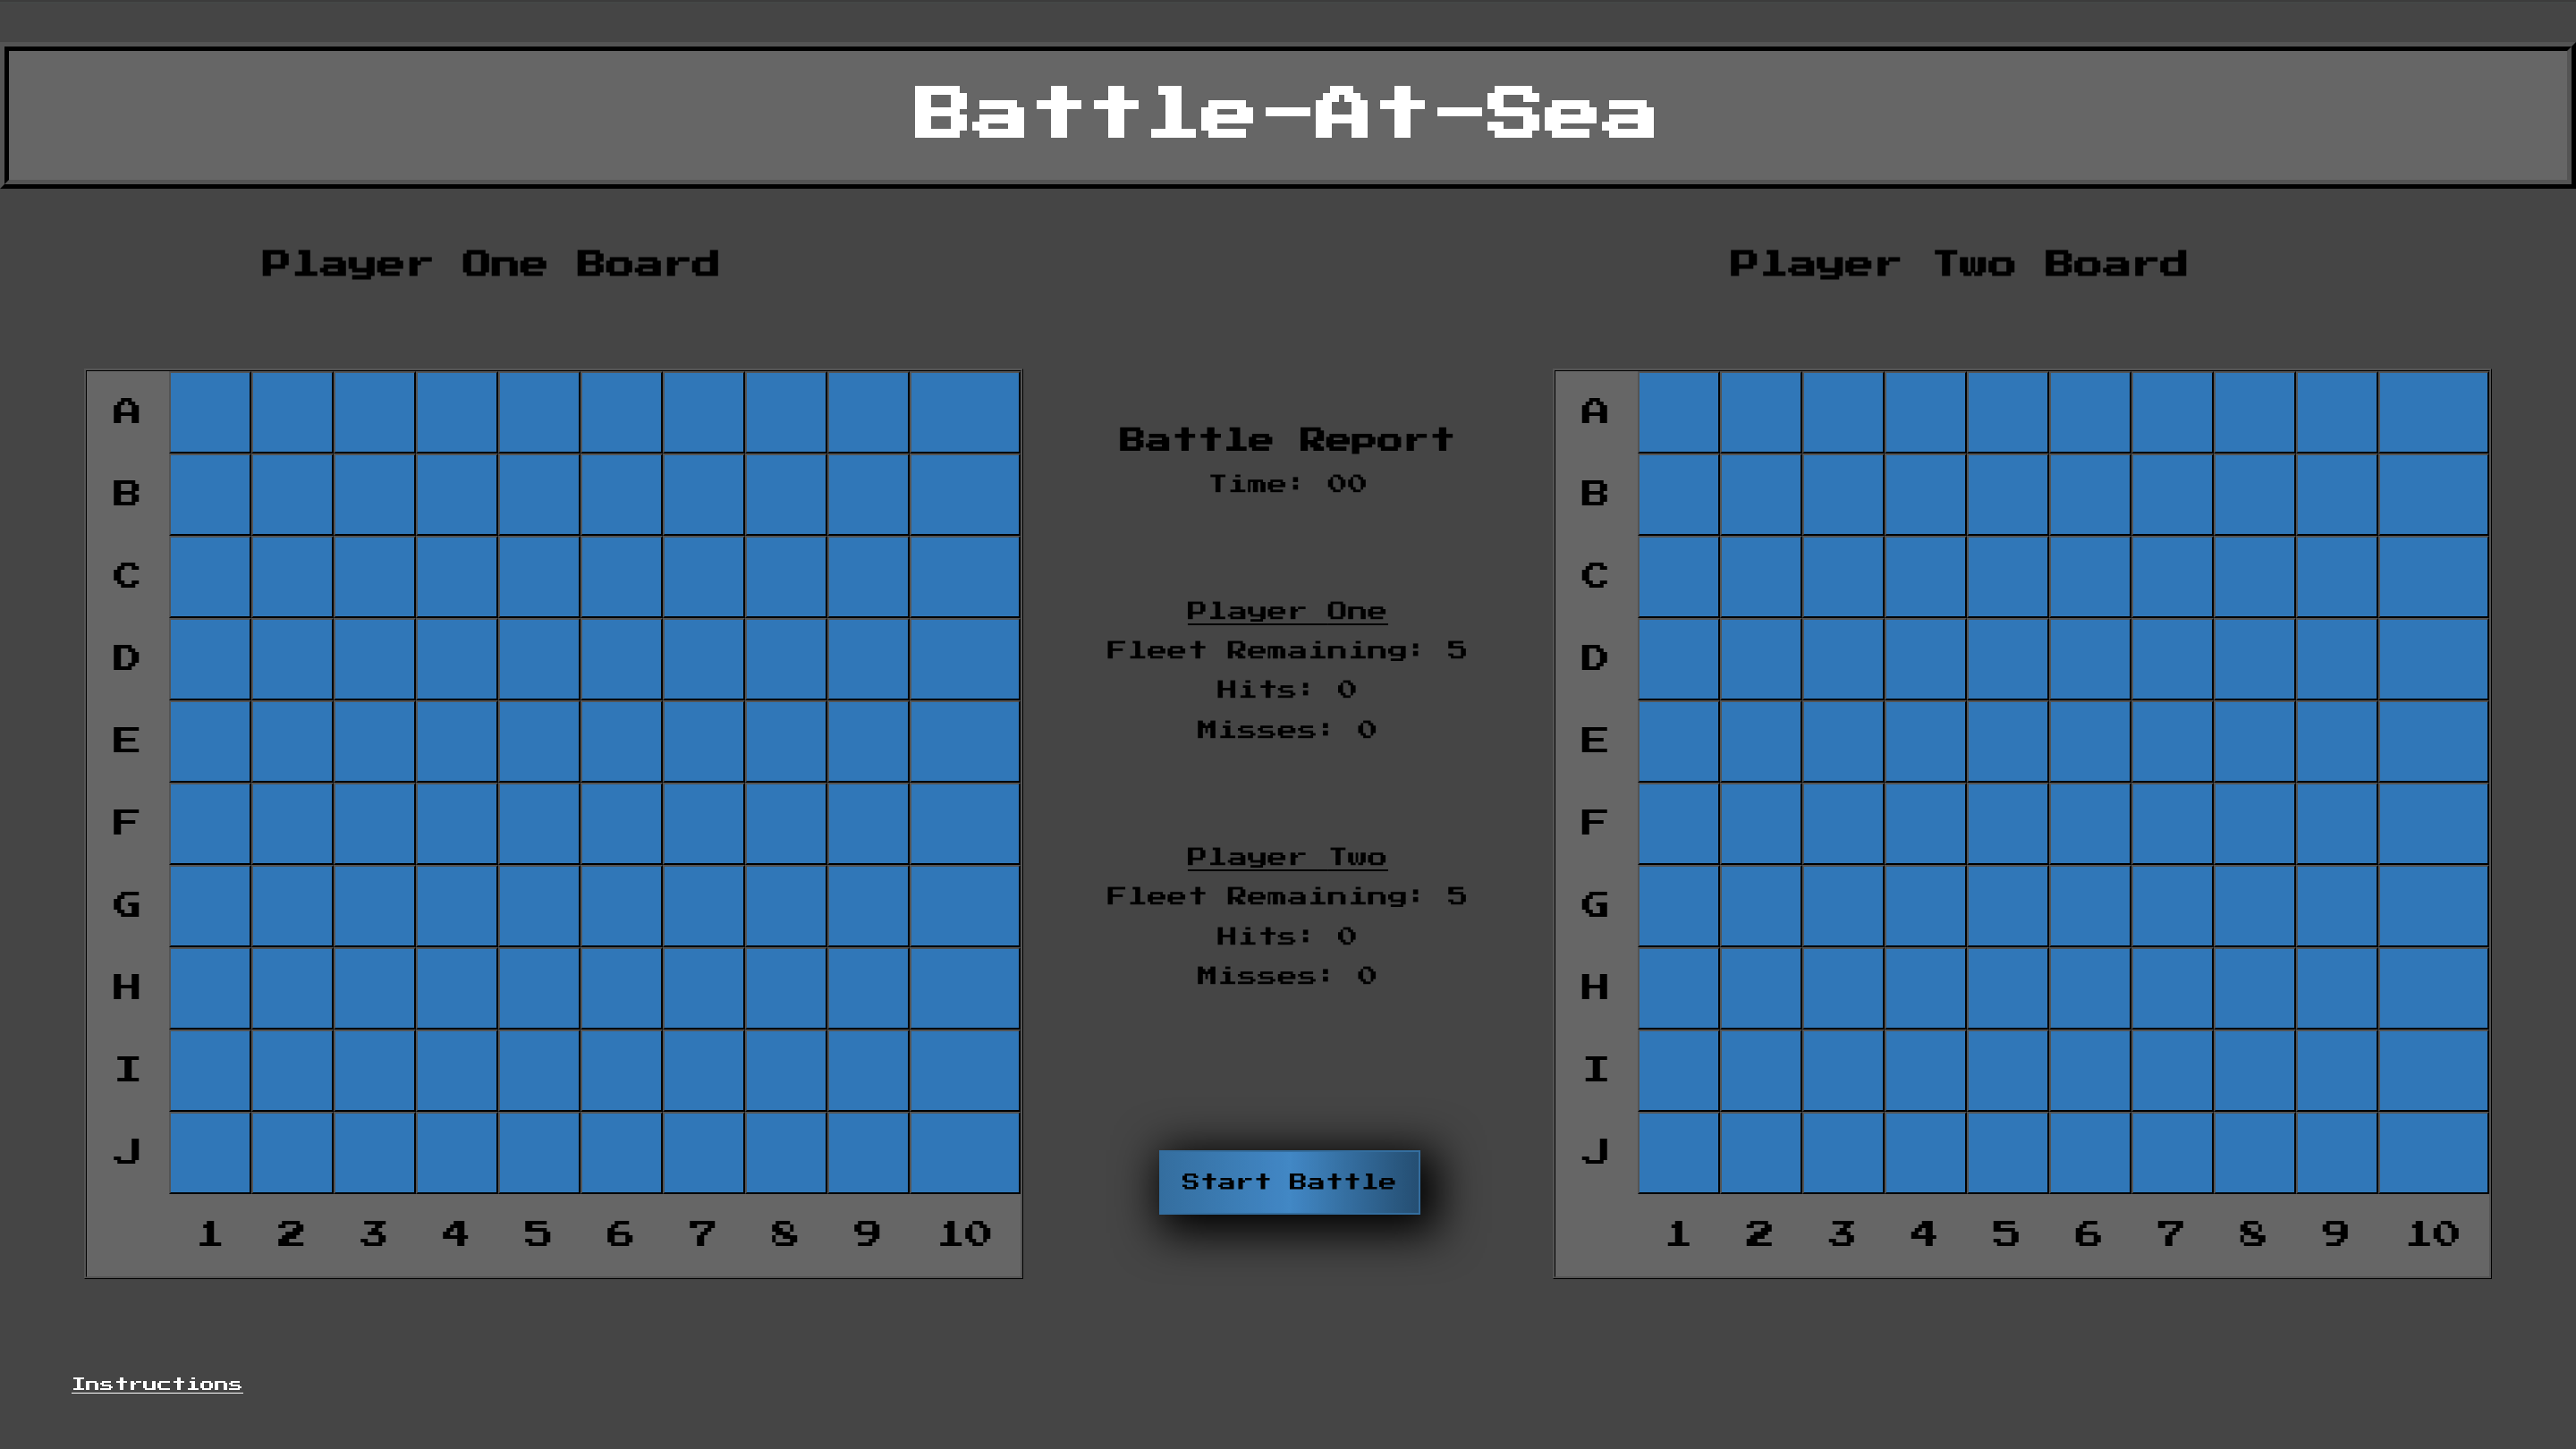 Battle-At-Sea
Player One Board
Player Two Board
A
B
C
D
E
F
G
H
I
J
1 2 3 4 5 6 7 8 9 10
Battle Report
Time: 00
Player One
Fleet Remaining: 5
Hits: 0
Misses: 0
Player Two
Fleet Remaining: 5
Hits: 0
Misses: 0
Start Battle
A
B
C
D
E
F
G
H
I
J
1 2 3 4 5 6 7 8 9 10
Instructions